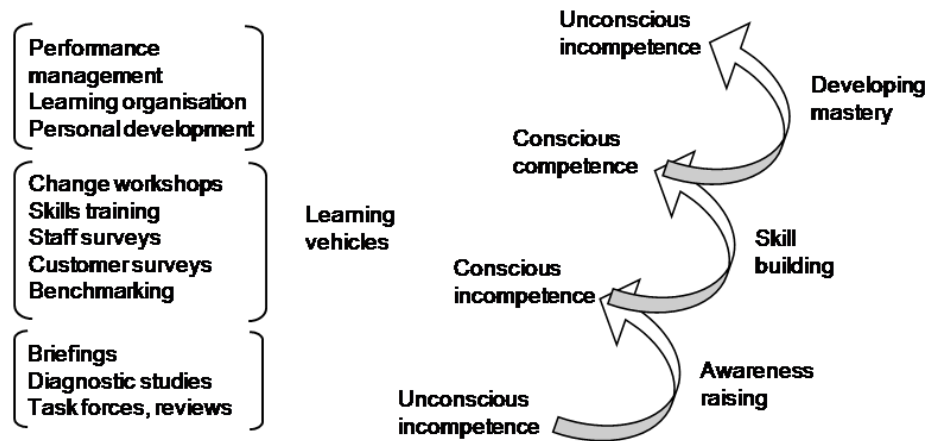 Performance
management
Learning organisation
Personal development
Change workshops
Skills training
Staff surveys
Customer surveys
Benchmarking
Briefings
Diagnostic studies
Task forces, reviews
Learning
vehicles
Unconscious
incompetence
Developing
mastery
Conscious
competence
Skill
building
Conscious
incompetence
Awareness
raising
Unconscious
incompetence